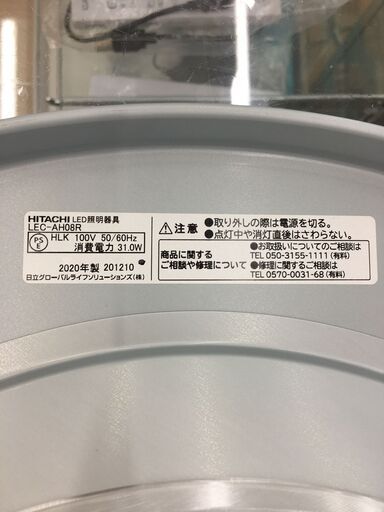 HITACHI LED照明器具
LEC-AH08R
PS E HLK 100V 50/60Hz
消費電力 31.0W
2020年製 201210
日立グローバルライフソリューションズ(株)
注意
●取り外しの際は電源を切る。
●点灯中や消灯直後はさわらない。
商品に関する
ご相談や修理について
●お取扱いについてのご相談は
TEL 050-3155-1111(有料)
●修理に関するご相談は
TEL 0570-0031-68(有料)